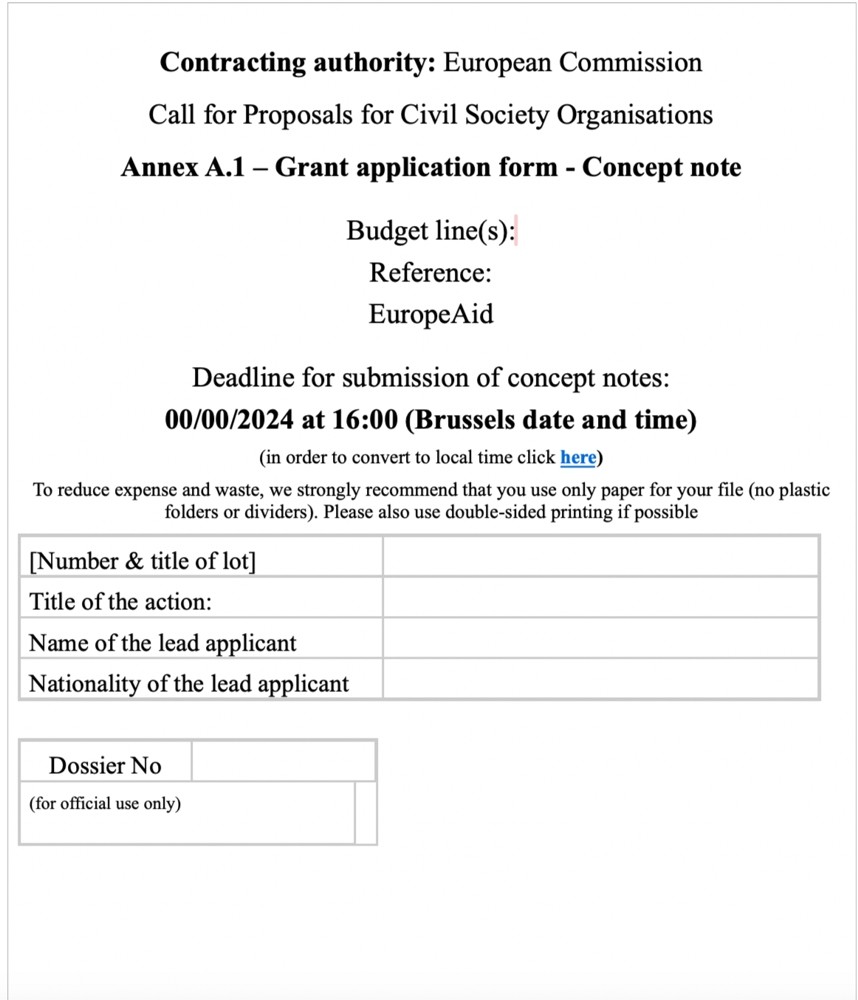 Contracting authority: European Commission
Call for Proposals for Civil Society Organisations
Annex A.1 – Grant application form - Concept note
Budget line(s):
Reference:
EuropeAid
Deadline for submission of concept notes:
00/00/2024 at 16:00 (Brussels date and time)
(in order to convert to local time click here)
To reduce expense and waste, we strongly recommend that you use only paper for your file (no plastic
folders or dividers). Please also use double-sided printing if possible
[Number & title of lot]
Title of the action:
Name of the lead applicant
Nationality of the lead applicant
Dossier No
(for official use only)